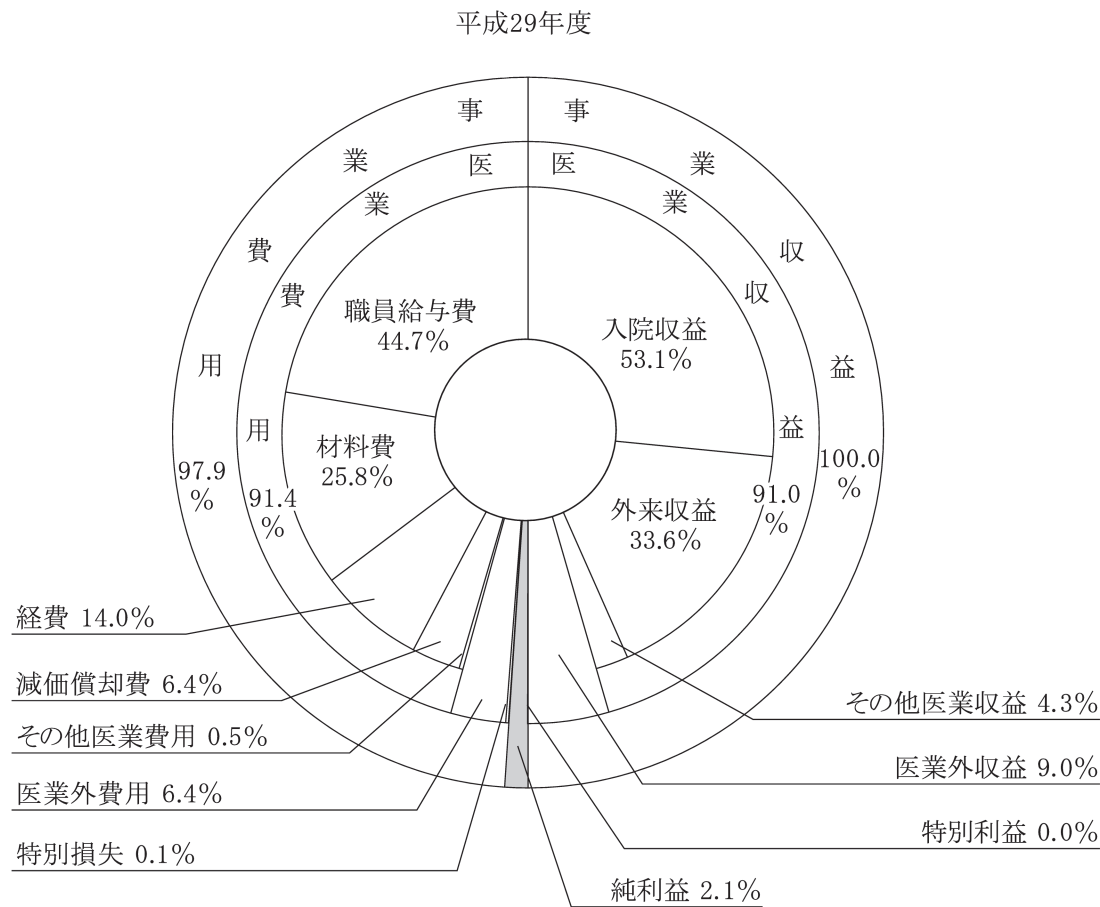 平成29年度
事業費用
97.9
%
事業収益
100.0
%
医業費用
91.4
%
医業収益
91.0
%
職員給与費
44.7%
入院収益
53.1%
材料費
25.8%
外来収益
33.6%
経費 14.0%
減価償却費 6.4%
その他医業費用 0.5%
医業外費用 6.4%
特別損失 0.1%
その他医業収益 4.3%
医業外収益 9.0%
特別利益 0.0%
純利益 2.1%